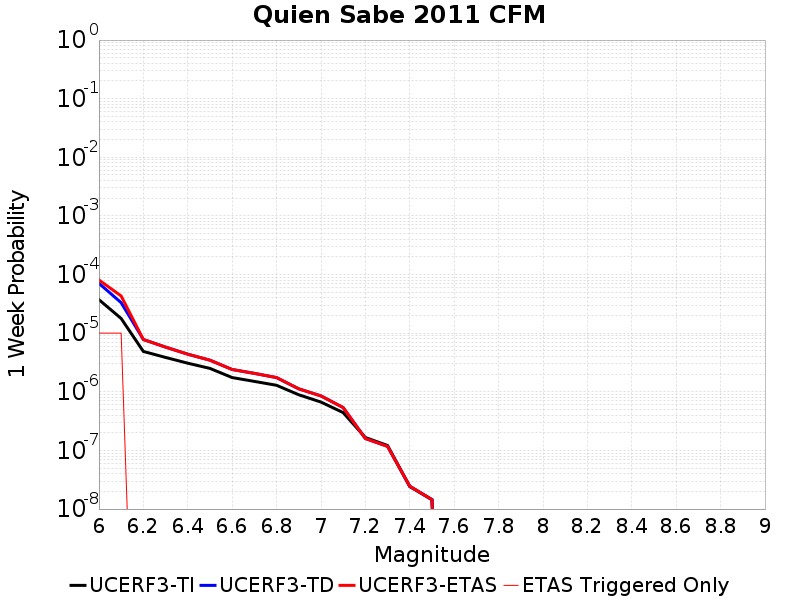 Quien Sabe 2011 CFM
1 Week Probability
10^0
10^-1
10^-2
10^-3
10^-4
10^-5
10^-6
10^-7
10^-8
6 6.2 6.4 6.6 6.8 7 7.2 7.4 7.6 7.8 8 8.2 8.4 8.6 8.8 9
Magnitude
UCERF3-TI UCERF3-TD UCERF3-ETAS ETAS Triggered Only